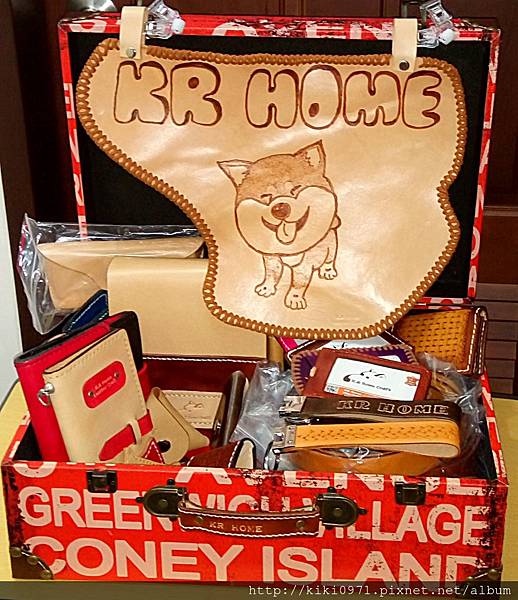 KR HOME
KR HOME
KR HOME
GREENWICH VILLAGE
CONEY ISLAND
http://kiki0971.pixnet.net/album